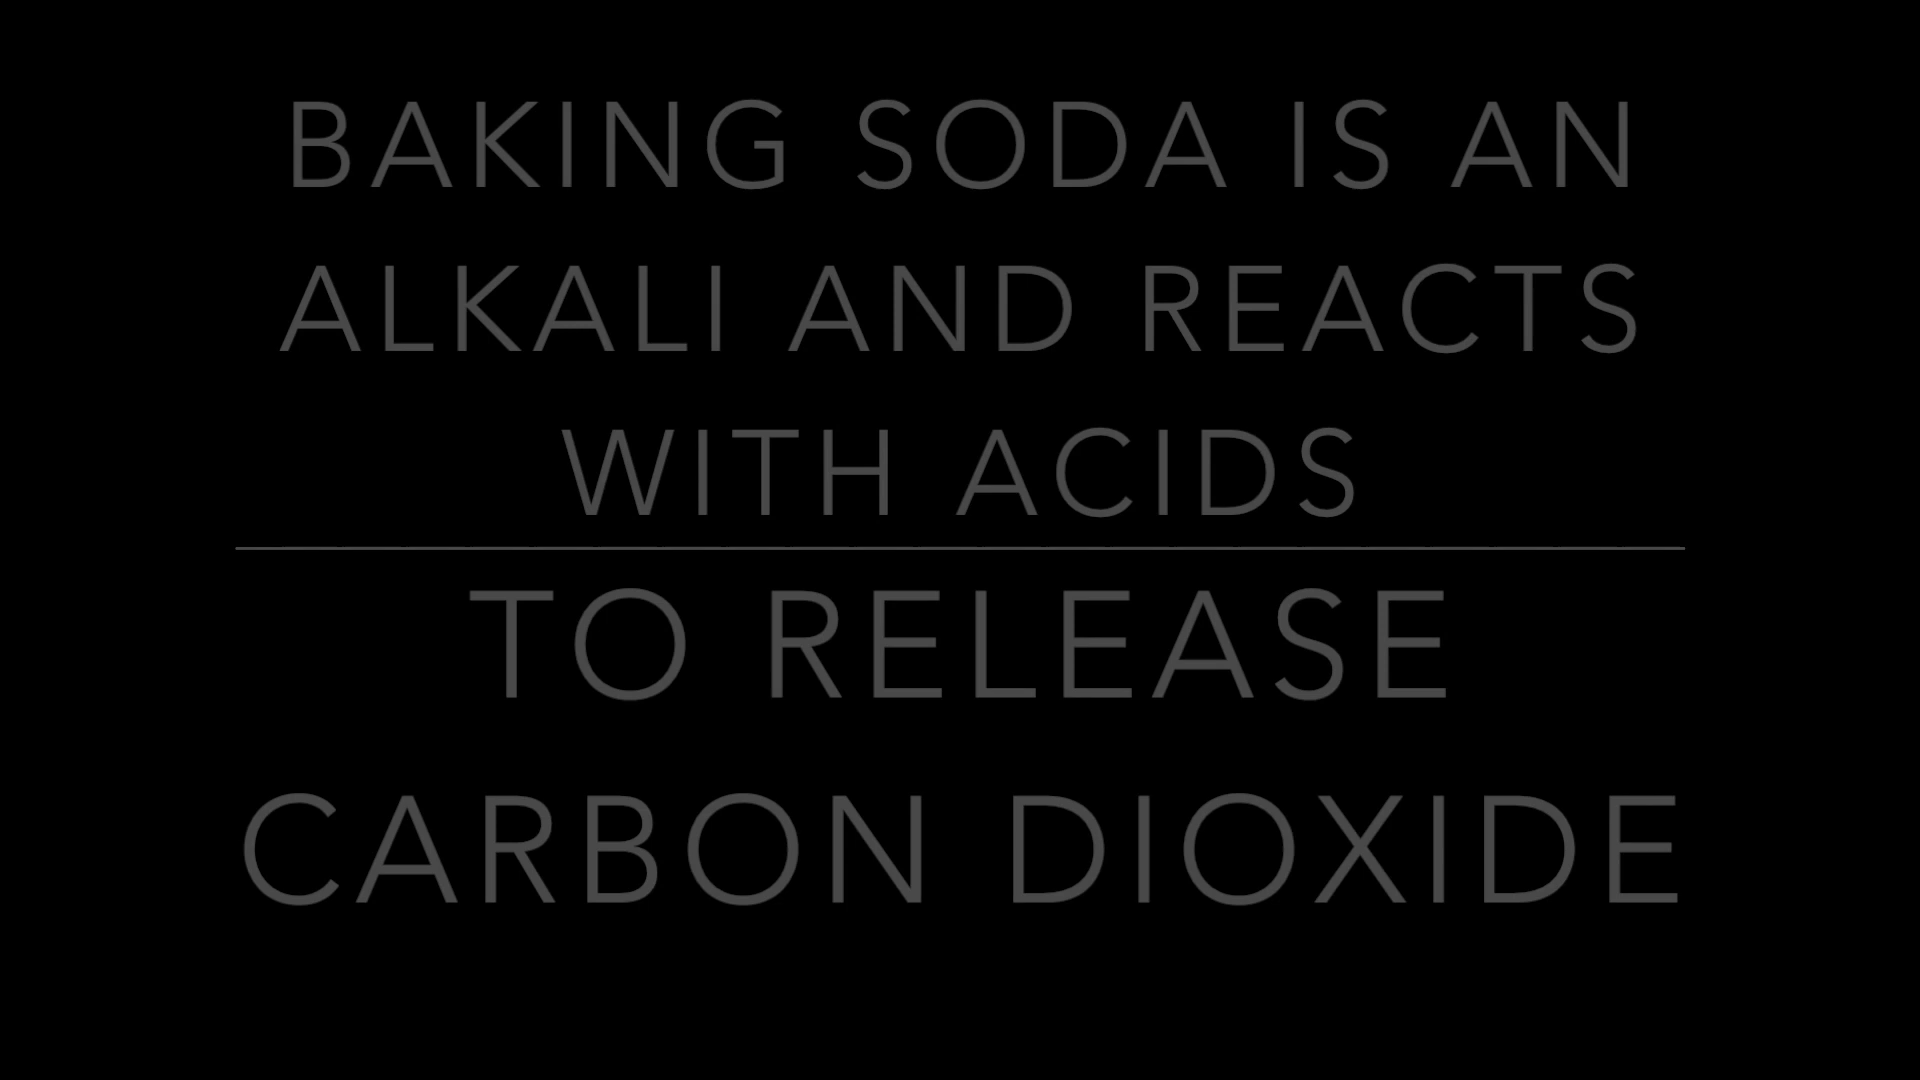 BAKING SODA IS AN
ALKALI AND REACTS
WITH ACIDS
TO RELEASE
CARBON DIOXIDE